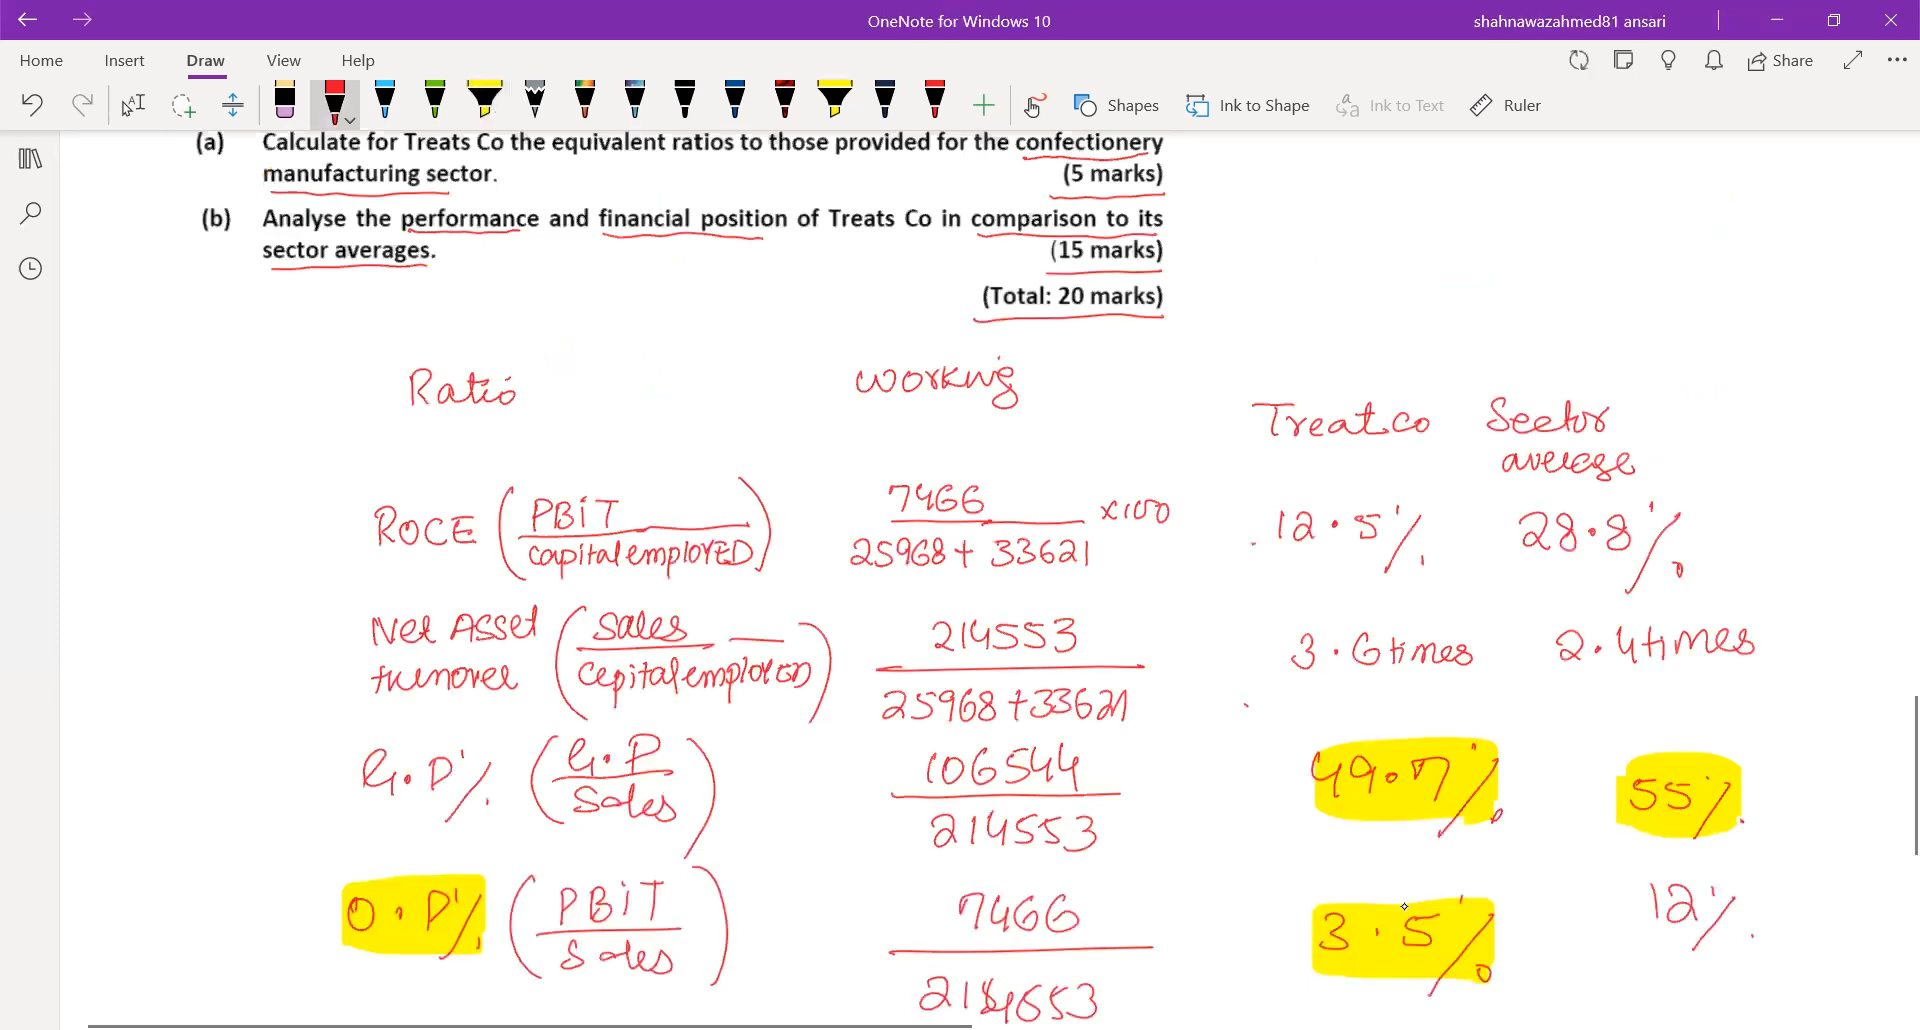 OneNote for Windows 10
shahnawazahmed81 ansari
Home Insert Draw View Help
Share
Shapes Ink to Shape Ink to Text Ruler
(a) Calculate for Treats Co the equivalent ratios to those provided for the confectionery
manufacturing sector. (5 marks)
(b) Analyse the performance and financial position of Treats Co in comparison to its
sector averages. (15 marks)
(Total: 20 marks)
Ratio Working
Treatco Sector
average
ROCE (PBIT
capital employED)
7466 ×100
25968 + 33621
12.5% 28.8%
Net Asset
turnover
(Sales
Cepital employED)
214553
25968 + 33621
3.6 times 2.4 times
G.P% (G.P
Sales)
106544
214553
49.7% 55%
O.P% (PBIT
Sales)
7466
214553
3.5% 12%